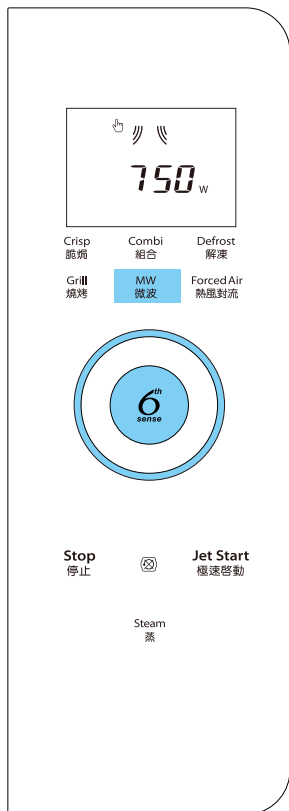 750 W
Crisp Combi Defrost
脆焗 組合 解凍
Grill MW Forced Air
燒烤 微波 熱風對流
6th
sense
Stop Jet Start
停止 極速啓動
Steam
蒸